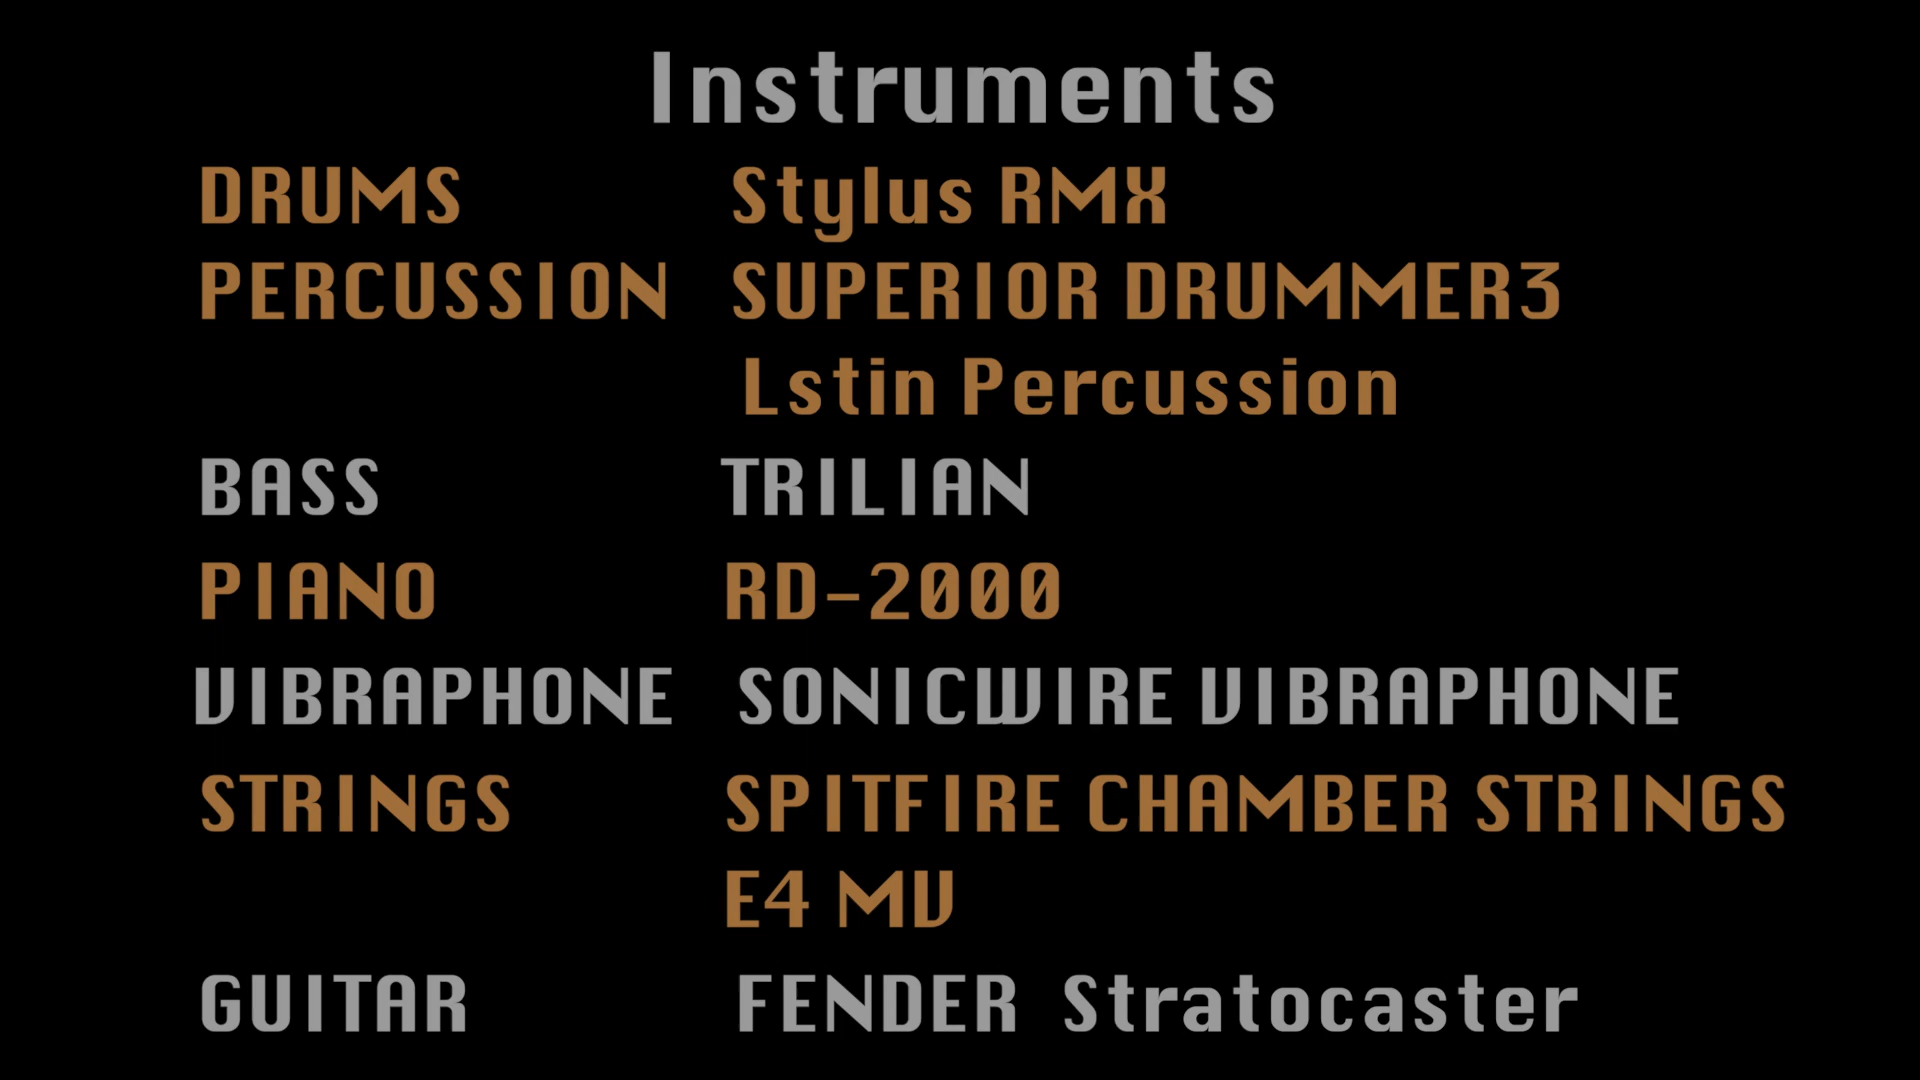 Instruments
DRUMS Stylus RMX
PERCUSSION SUPERIOR DRUMMER3
Lstin Percussion
BASS TRILIAN
PIANO RD-2000
VIBRAPHONE SONICWIRE VIBRAPHONE
STRINGS SPITFIRE CHAMBER STRINGS
E4 MV
GUITAR FENDER Stratocaster